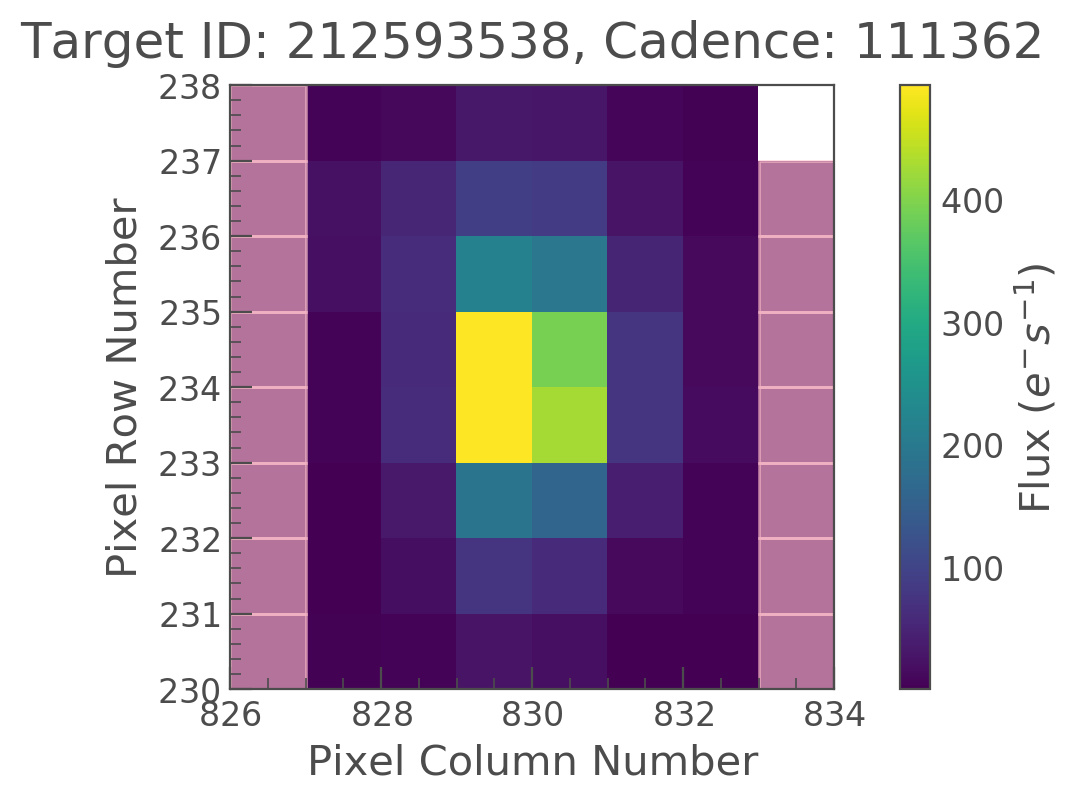 Target ID: 212593538, Cadence: 111362
238
237
236
235
234
233
232
231
230
Pixel Row Number
826 828 830 832 834
Pixel Column Number
400
300
200
100
Flux (e⁻s⁻¹)